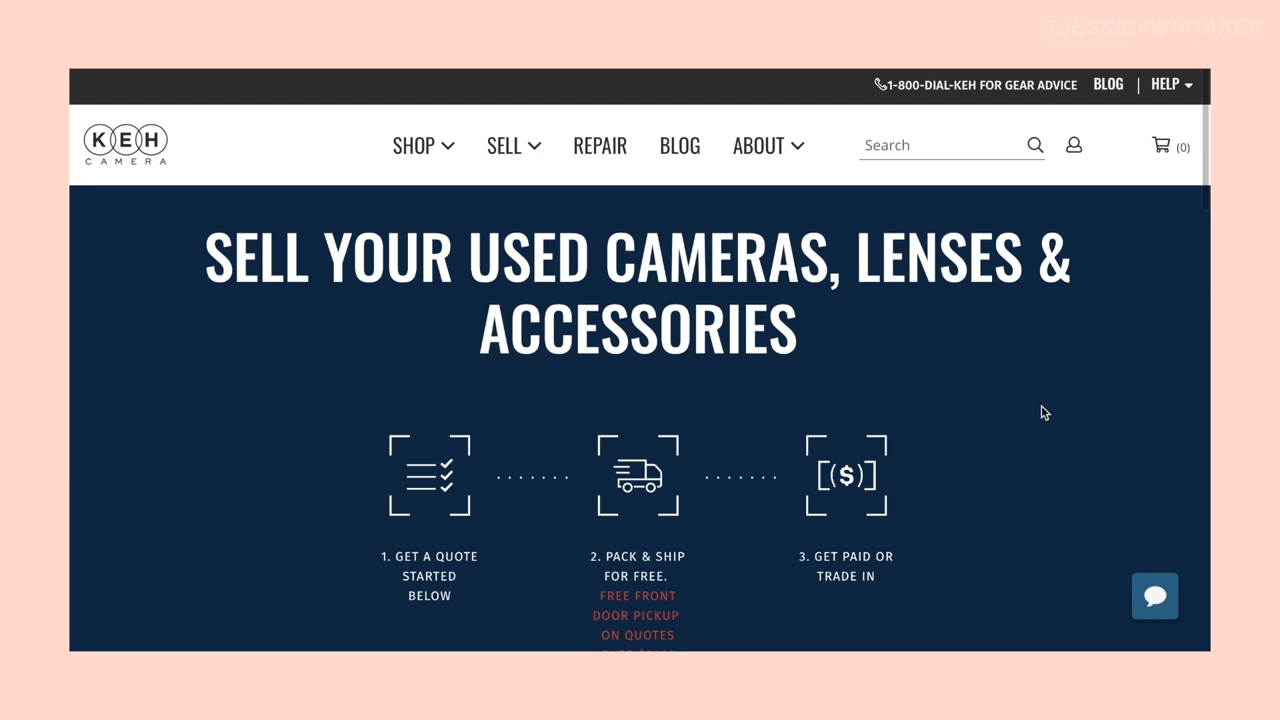 @JESSICAWHITAKER
1-800-DIAL-KEH FOR GEAR ADVICE BLOG | HELP
KEH
CAMERA
SHOP SELL REPAIR BLOG ABOUT Search (0)
SELL YOUR USED CAMERAS, LENSES &
ACCESSORIES
[($)]
1. GET A QUOTE
STARTED
BELOW
2. PACK & SHIP
FOR FREE.
FREE FRONT
DOOR PICKUP
ON QUOTES
3. GET PAID OR
TRADE IN